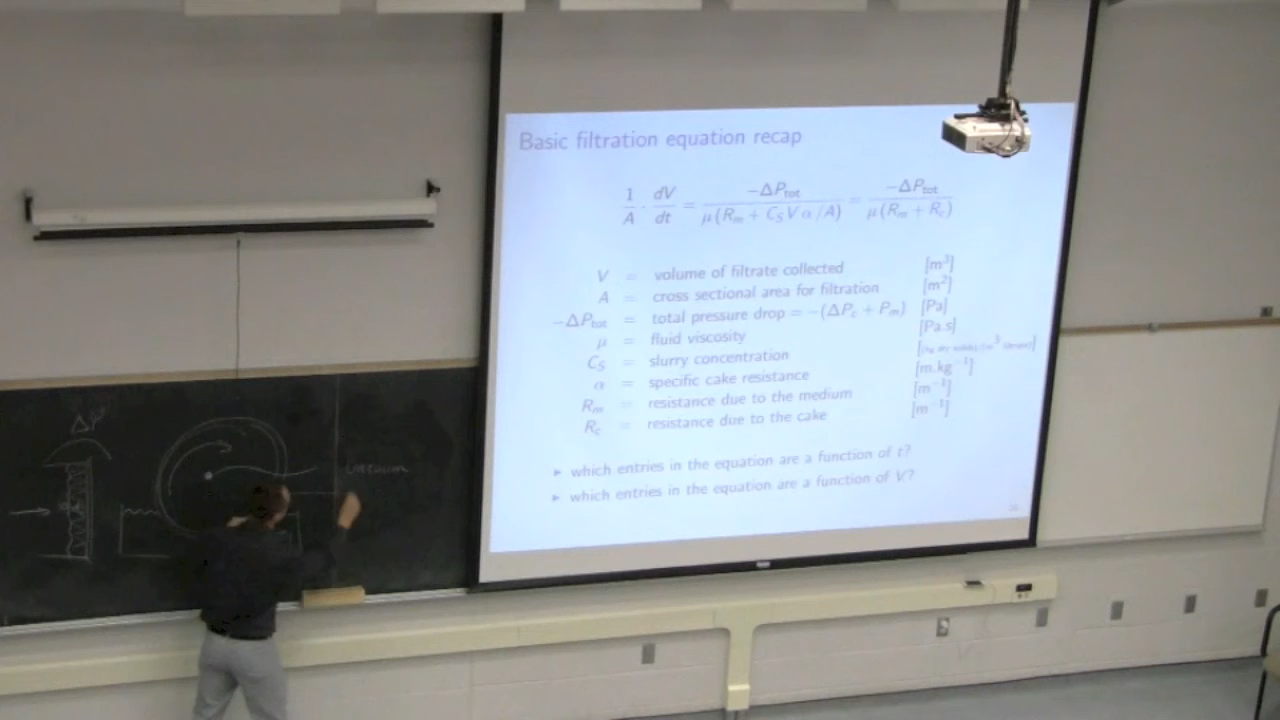 Basic filtration equation recap
1/A · dV/dt = −ΔP_tot / μ(R_m + C_S V α/A) = −ΔP_tot / μ(R_m + R_c)
V = volume of filtrate collected [m³]
A = cross sectional area for filtration [m²]
−ΔP_tot = total pressure drop = −(ΔP_c + P_m) [Pa]
μ = fluid viscosity [Pa.s]
C_S = slurry concentration
α = specific cake resistance [m.kg⁻¹]
R_m = resistance due to the medium [m⁻¹]
R_c = resistance due to the cake [m⁻¹]
► which entries in the equation are a function of t?
► which entries in the equation are a function of V?
ΔP
vacuum